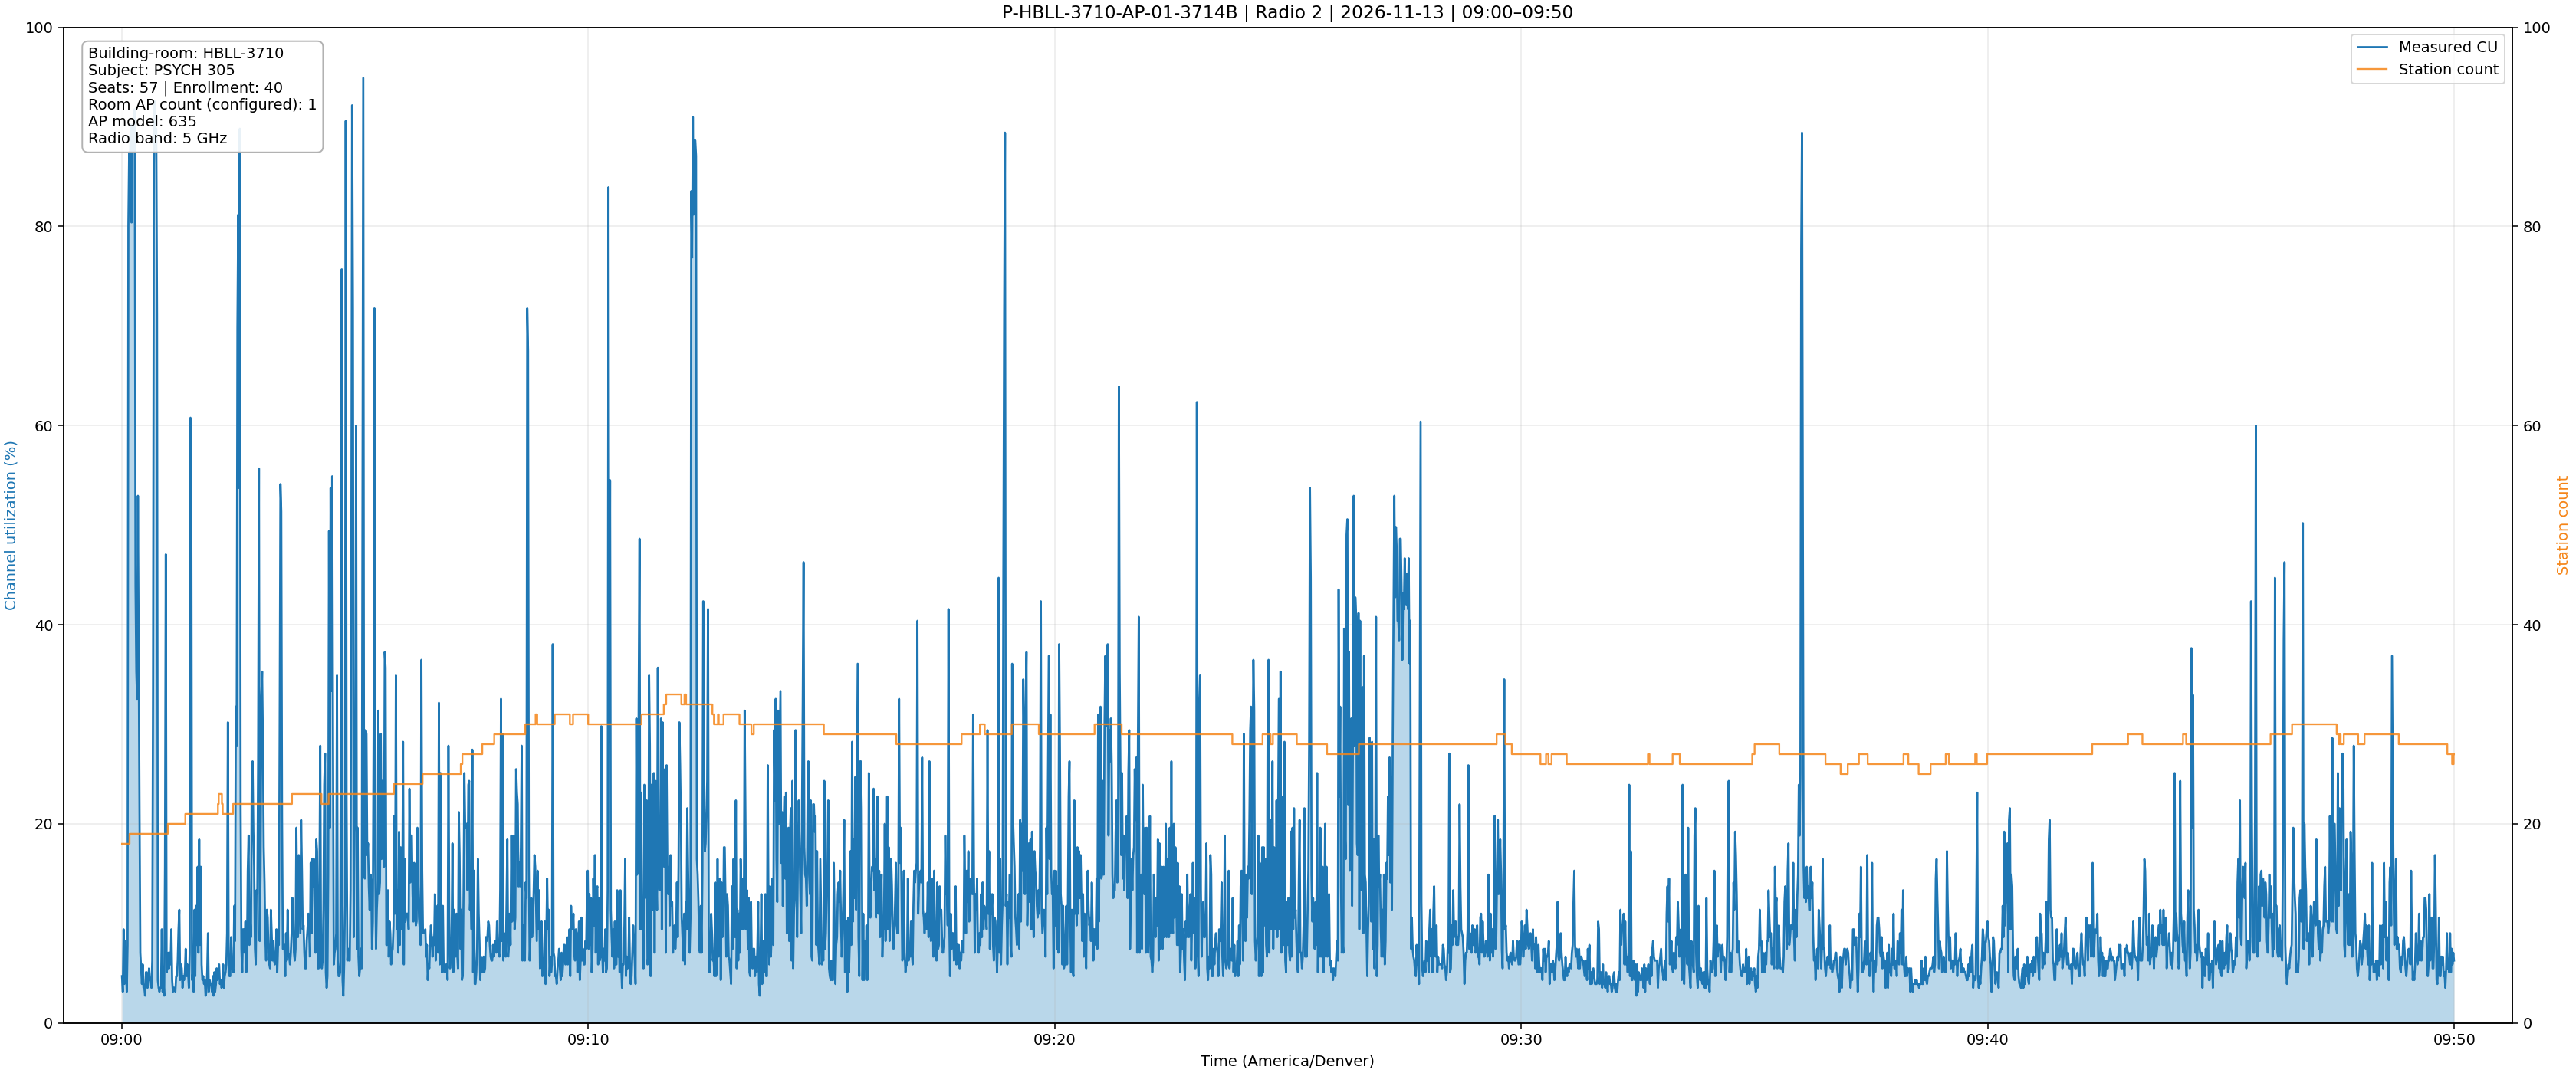 P-HBLL-3710-AP-01-3714B | Radio 2 | 2026-11-13 | 09:00–09:50
Building-room: HBLL-3710
Subject: PSYCH 305
Seats: 57 | Enrollment: 40
Room AP count (configured): 1
AP model: 635
Radio band: 5 GHz
Measured CU
Station count
Channel utilization (%)
100
80
60
40
20
0
100
80
60
40
20
0
Station count
09:00
09:10
09:20
09:30
09:40
09:50
Time (America/Denver)